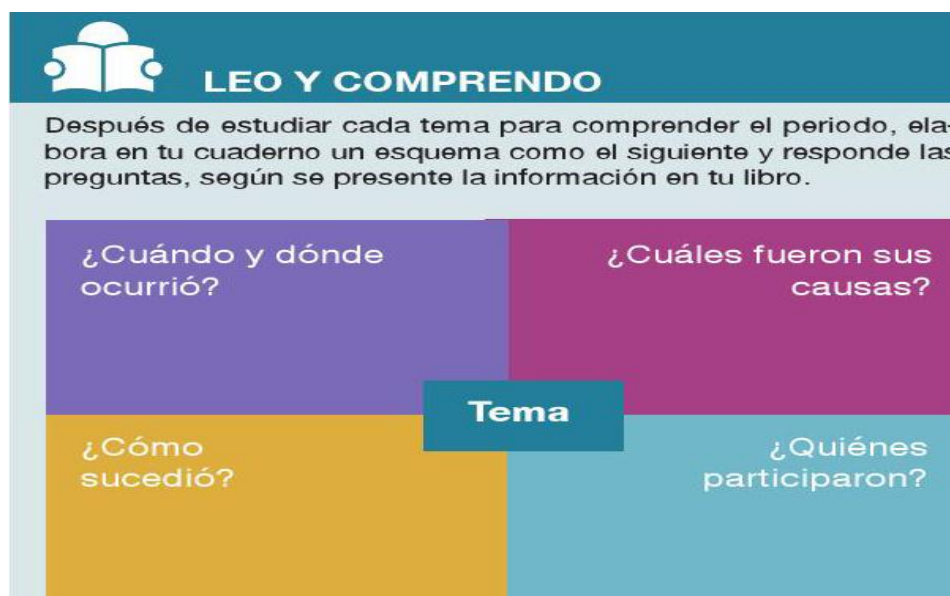 LEO Y COMPRENDO
Después de estudiar cada tema para comprender el periodo, ela-
bora en tu cuaderno un esquema como el siguiente y responde las
preguntas, según se presente la información en tu libro.
¿Cuándo y dónde
ocurrió?
¿Cuáles fueron sus
causas?
Tema
¿Cómo
sucedió?
¿Quiénes
participaron?